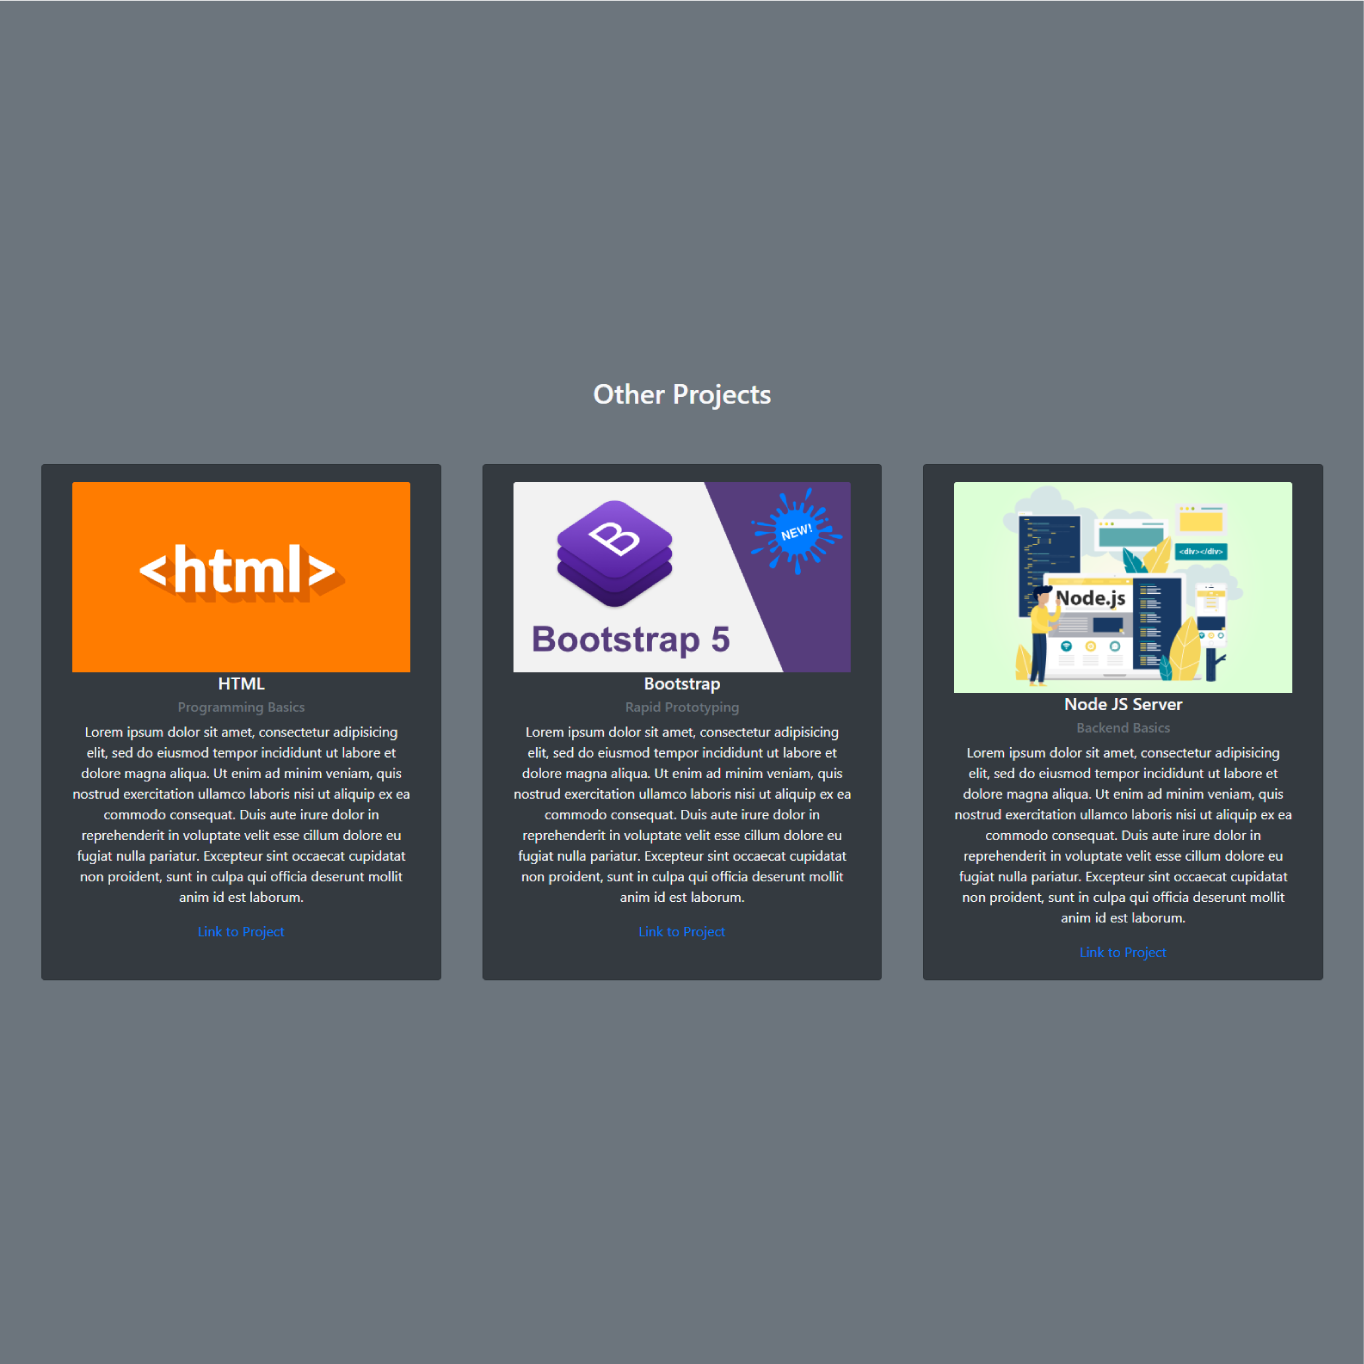 Other Projects
<html>
HTML
Programming Basics
Lorem ipsum dolor sit amet, consectetur adipisicing
elit, sed do eiusmod tempor incididunt ut labore et
dolore magna aliqua. Ut enim ad minim veniam, quis
nostrud exercitation ullamco laboris nisi ut aliquip ex ea
commodo consequat. Duis aute irure dolor in
reprehenderit in voluptate velit esse cillum dolore eu
fugiat nulla pariatur. Excepteur sint occaecat cupidatat
non proident, sunt in culpa qui officia deserunt mollit
anim id est laborum.
Link to Project
B
NEW!
Bootstrap 5
Bootstrap
Rapid Prototyping
Lorem ipsum dolor sit amet, consectetur adipisicing
elit, sed do eiusmod tempor incididunt ut labore et
dolore magna aliqua. Ut enim ad minim veniam, quis
nostrud exercitation ullamco laboris nisi ut aliquip ex ea
commodo consequat. Duis aute irure dolor in
reprehenderit in voluptate velit esse cillum dolore eu
fugiat nulla pariatur. Excepteur sint occaecat cupidatat
non proident, sunt in culpa qui officia deserunt mollit
anim id est laborum.
Link to Project
<div></div>
Node.js
Node JS Server
Backend Basics
Lorem ipsum dolor sit amet, consectetur adipisicing
elit, sed do eiusmod tempor incididunt ut labore et
dolore magna aliqua. Ut enim ad minim veniam, quis
nostrud exercitation ullamco laboris nisi ut aliquip ex ea
commodo consequat. Duis aute irure dolor in
reprehenderit in voluptate velit esse cillum dolore eu
fugiat nulla pariatur. Excepteur sint occaecat cupidatat
non proident, sunt in culpa qui officia deserunt mollit
anim id est laborum.
Link to Project